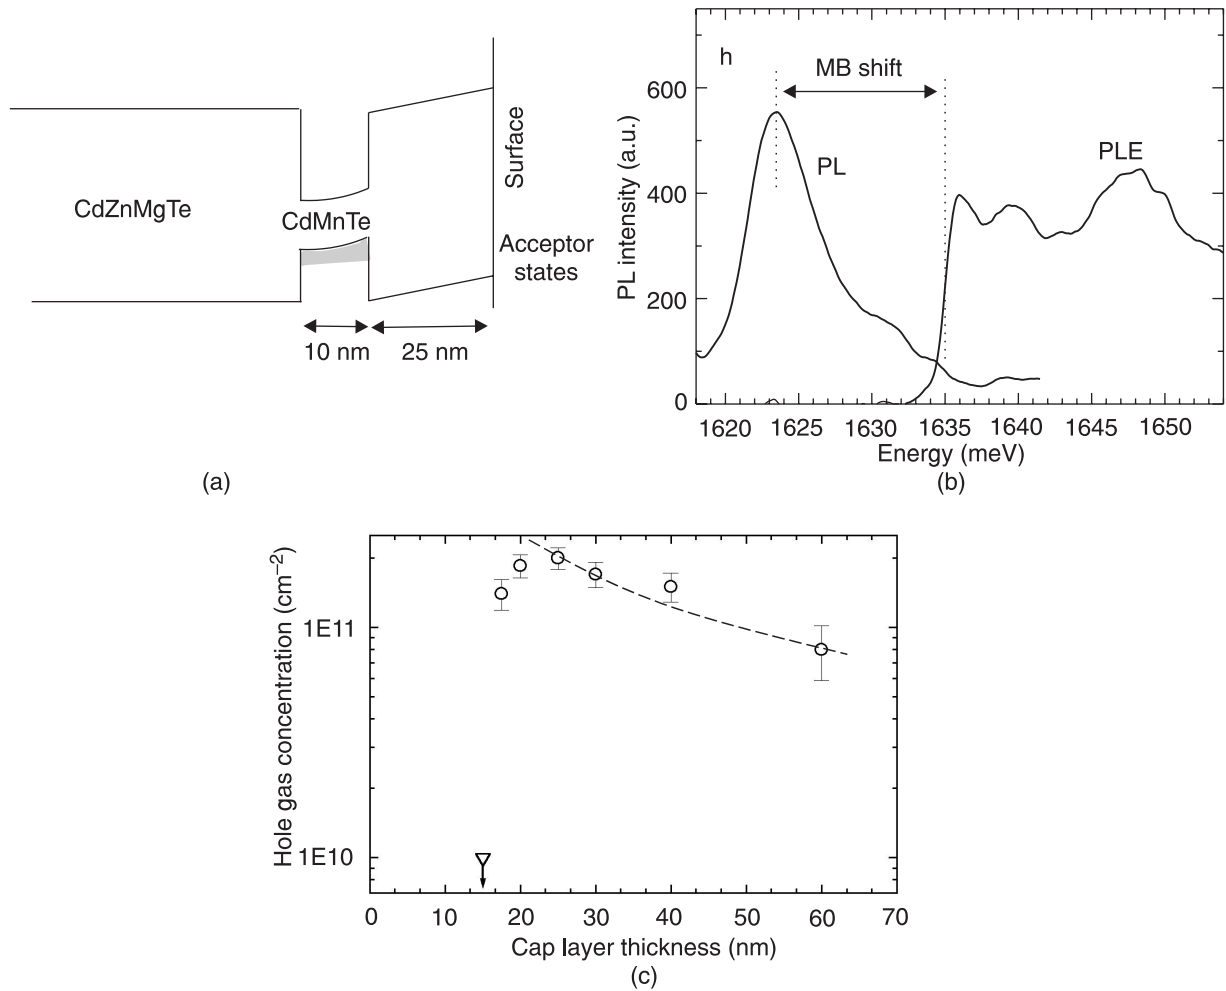 CdZnMgTe
CdMnTe
Surface
Acceptor
states
10 nm
25 nm
(a)
h
MB shift
PL
PLE
PL intensity (a.u.)
600
400
200
0
1620 1625 1630 1635 1640 1645 1650
Energy (meV)
(b)
Hole gas concentration (cm−2)
1E11
1E10
0 10 20 30 40 50 60 70
Cap layer thickness (nm)
(c)